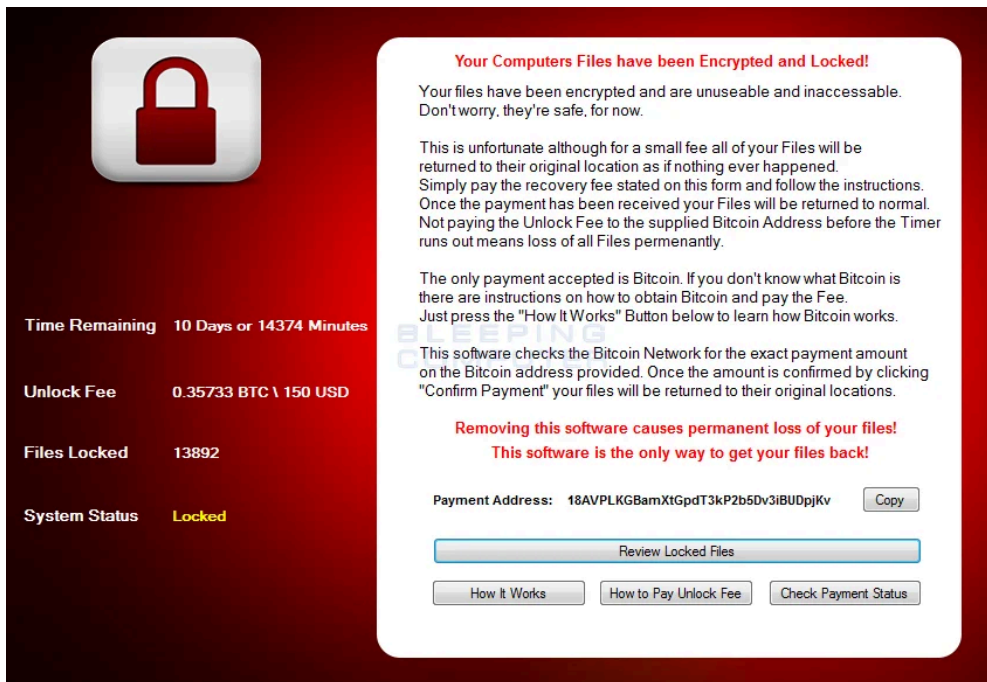 Your Computers Files have been Encrypted and Locked!
Your files have been encrypted and are unuseable and inaccessable.
Don't worry, they're safe, for now.
This is unfortunate although for a small fee all of your Files will be
returned to their original location as if nothing ever happened.
Simply pay the recovery fee stated on this form and follow the instructions.
Once the payment has been received your Files will be returned to normal.
Not paying the Unlock Fee to the supplied Bitcoin Address before the Timer
runs out means loss of all Files permenantly.
The only payment accepted is Bitcoin. If you don't know what Bitcoin is
there are instructions on how to obtain Bitcoin and pay the Fee.
Just press the "How It Works" Button below to learn how Bitcoin works.
This software checks the Bitcoin Network for the exact payment amount
on the Bitcoin address provided. Once the amount is confirmed by clicking
"Confirm Payment" your files will be returned to their original locations.
Removing this software causes permanent loss of your files!
This software is the only way to get your files back!
Payment Address: 18AVPLKGBamXtGpdT3kP2b5Dv3iBUDpjKv Copy
Review Locked Files
How It Works How to Pay Unlock Fee Check Payment Status
Time Remaining 10 Days or 14374 Minutes
Unlock Fee 0.35733 BTC \ 150 USD
Files Locked 13892
System Status Locked
BLEEPING
COMPUTER